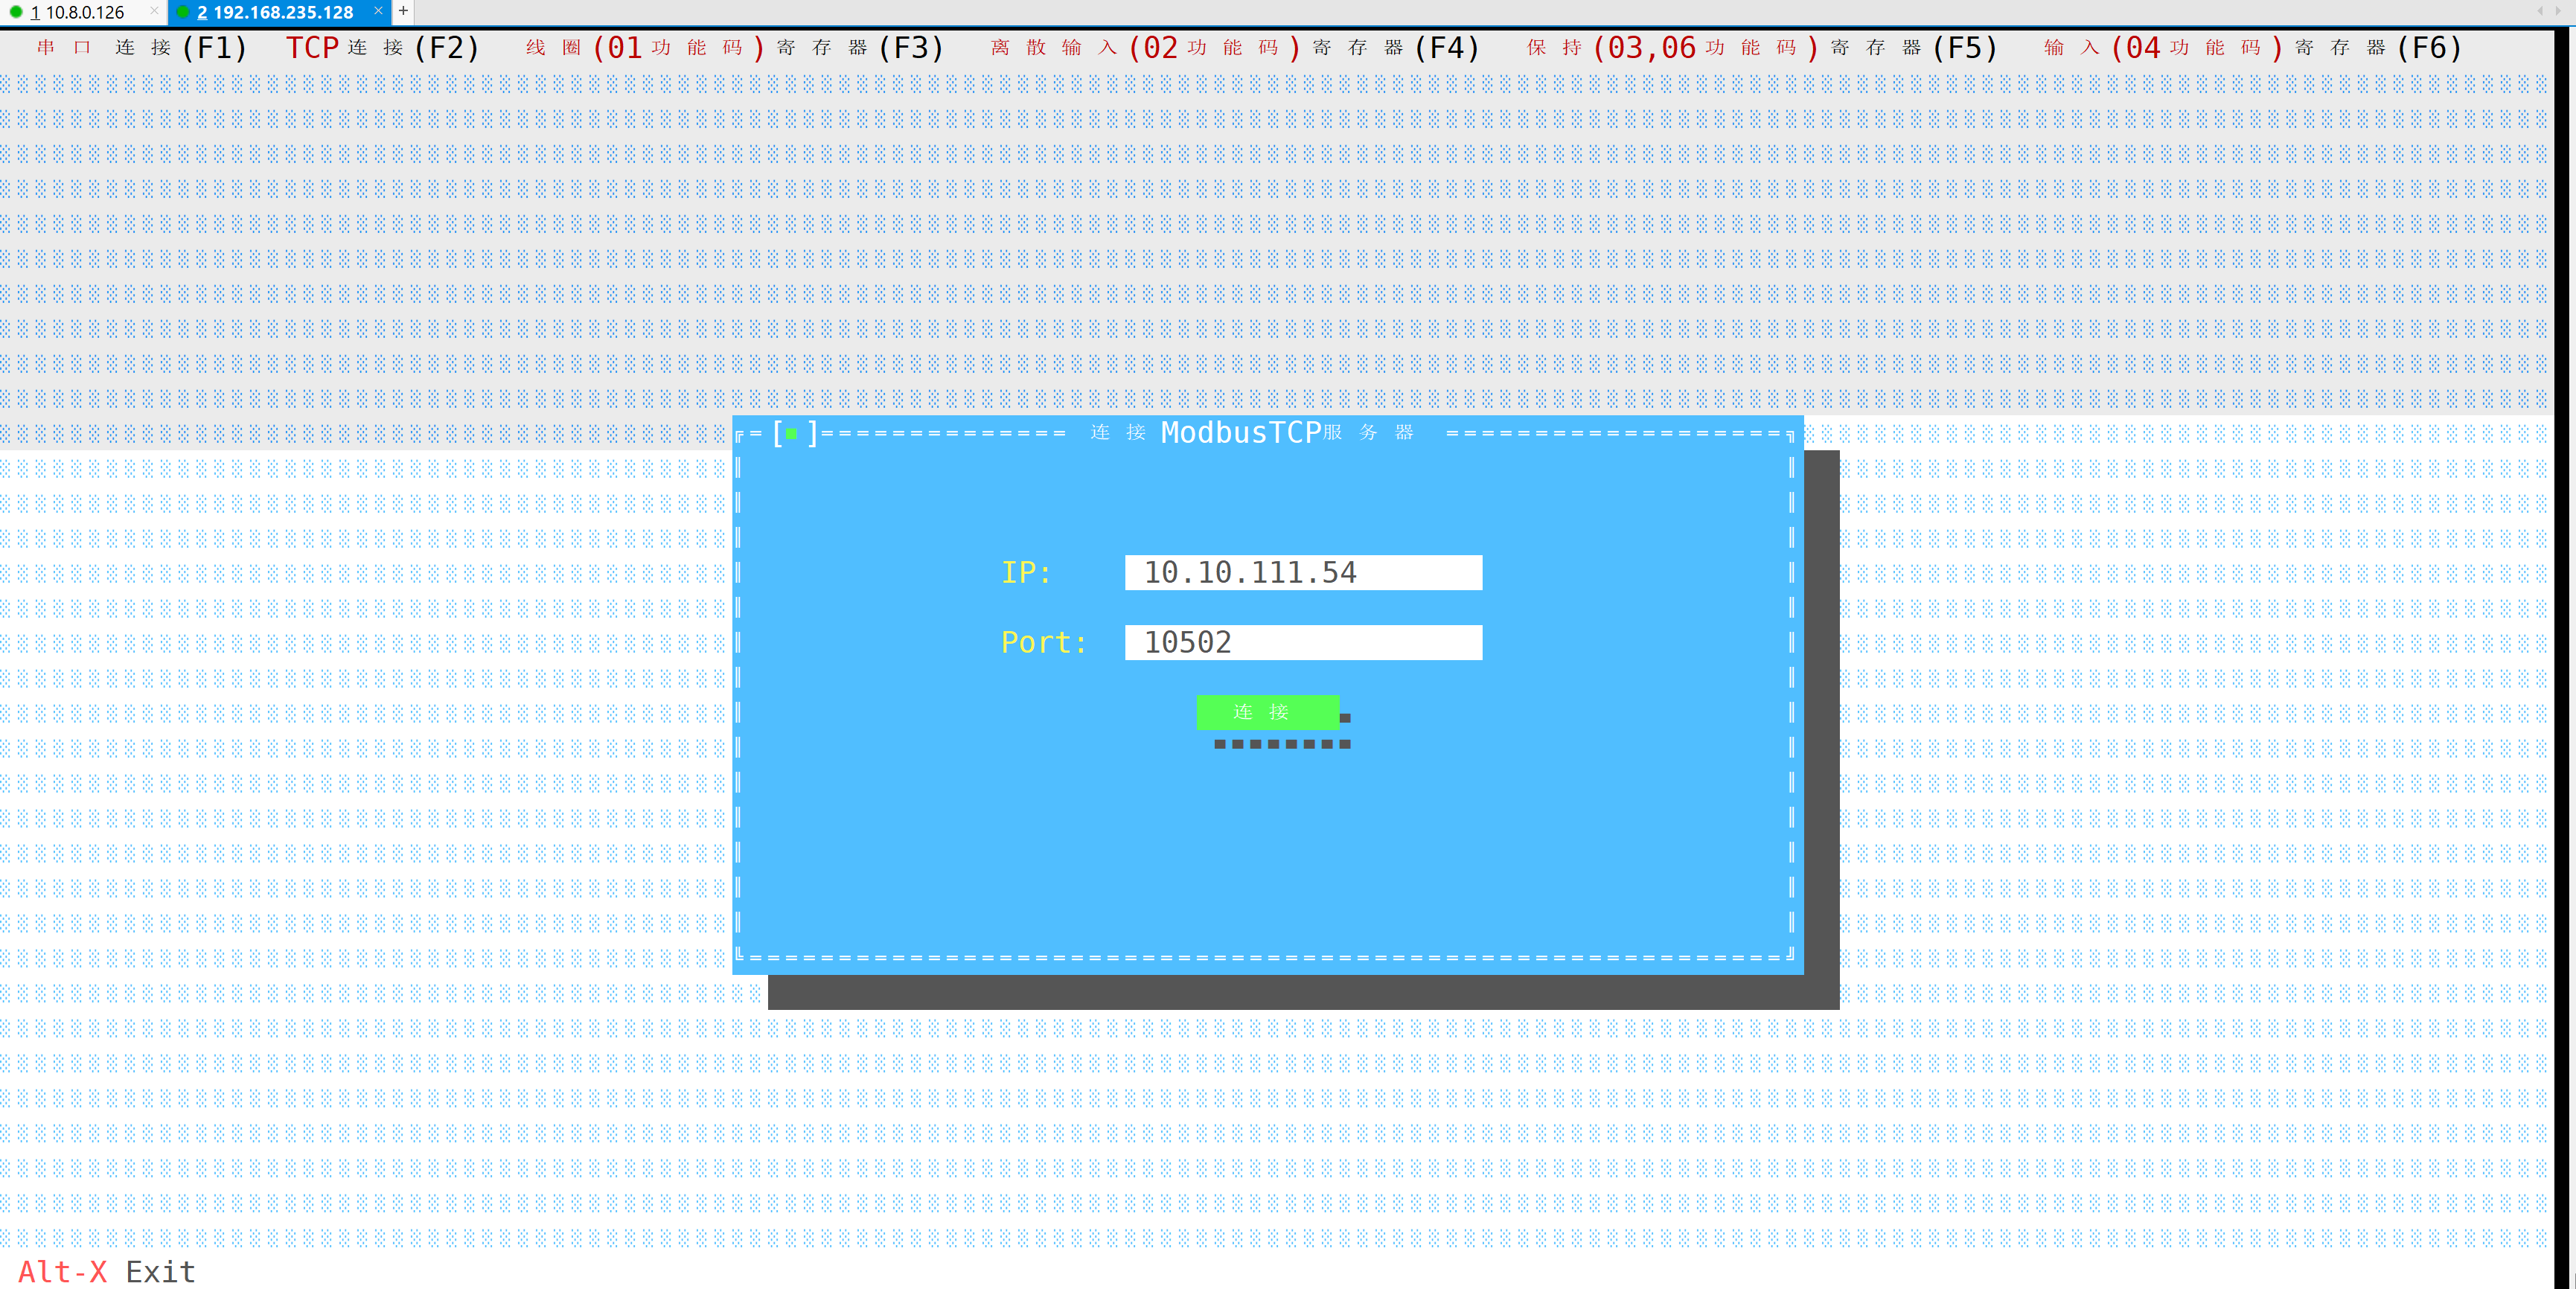 1 10.8.0.126 × 2 192.168.235.128 × +
串口连接(F1) TCP连接(F2) 线圈(01功能码)寄存器(F3) 离散输入(02功能码)寄存器(F4) 保持(03,06功能码)寄存器(F5) 输入(04功能码)寄存器(F6)
连接ModbusTCP服务器
IP: 10.10.111.54
Port: 10502
连接
Alt-X Exit